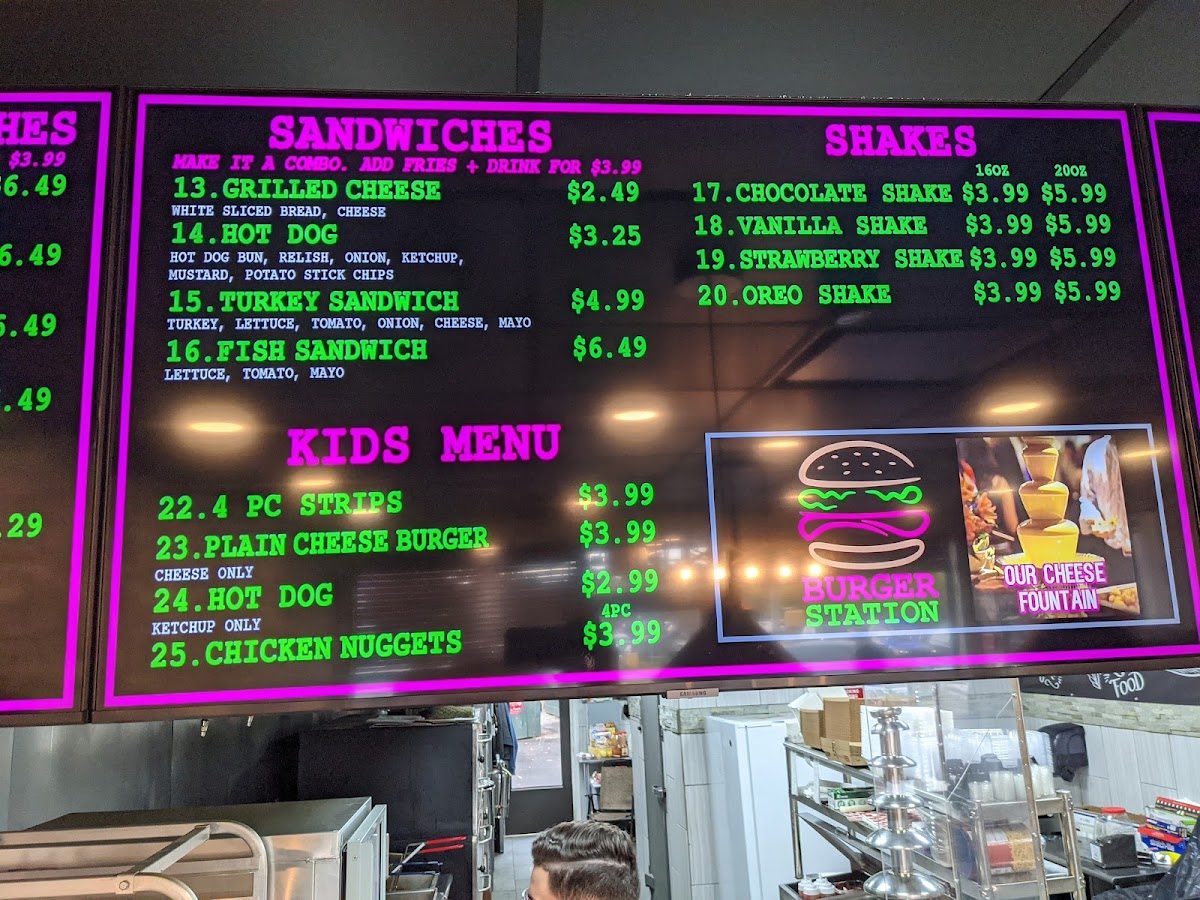 HES
$3.99
6.49
6.49
6.49
.49
.29
SANDWICHES
MAKE IT A COMBO. ADD FRIES + DRINK FOR $3.99
13.GRILLED CHEESE $2.49
WHITE SLICED BREAD, CHEESE
14.HOT DOG $3.25
HOT DOG BUN, RELISH, ONION, KETCHUP,
MUSTARD, POTATO STICK CHIPS
15.TURKEY SANDWICH $4.99
TURKEY, LETTUCE, TOMATO, ONION, CHEESE, MAYO
16.FISH SANDWICH $6.49
LETTUCE, TOMATO, MAYO
KIDS MENU
22.4 PC STRIPS $3.99
23.PLAIN CHEESE BURGER $3.99
CHEESE ONLY
24.HOT DOG $2.99
KETCHUP ONLY
4PC
25.CHICKEN NUGGETS $3.99
SHAKES
16OZ 20OZ
17.CHOCOLATE SHAKE $3.99 $5.99
18.VANILLA SHAKE $3.99 $5.99
19.STRAWBERRY SHAKE $3.99 $5.99
20.OREO SHAKE $3.99 $5.99
BURGER
STATION
OUR CHEESE
FOUNTAIN
SAMSUNG
FOOD